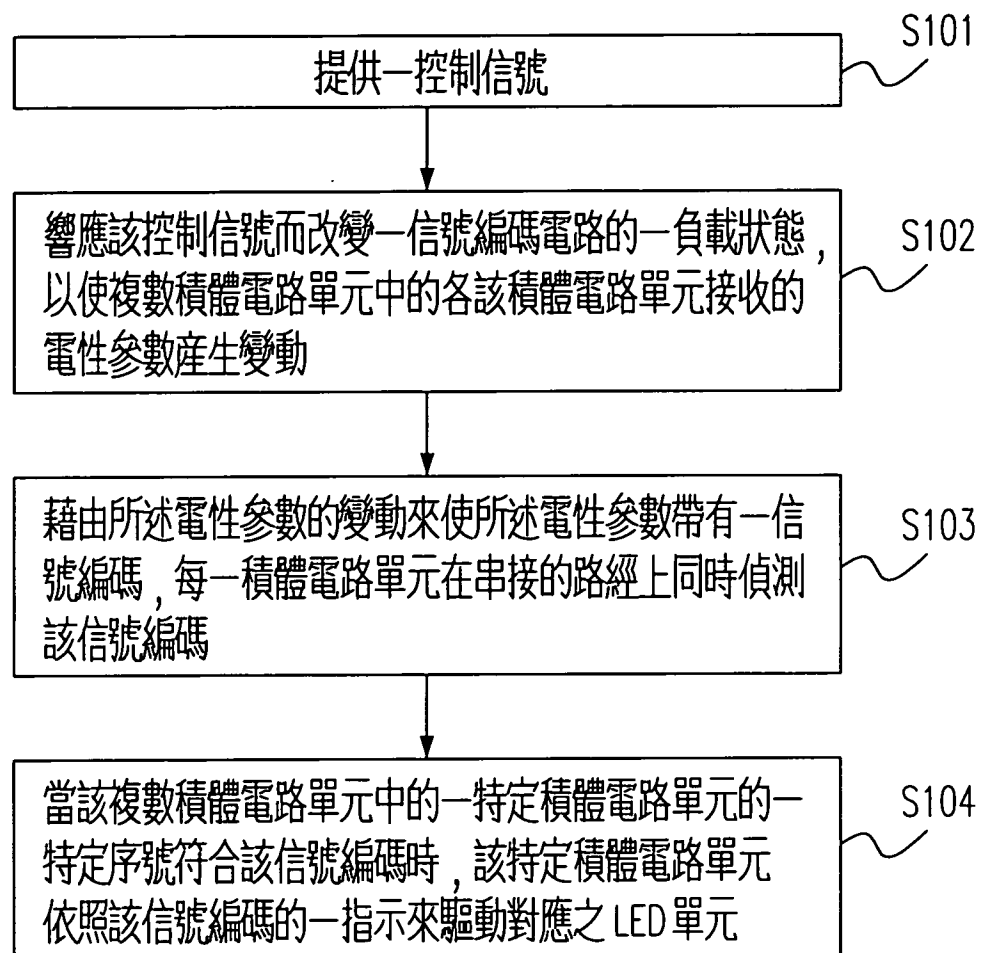 S101
提供一控制信號
S102
響應該控制信號而改變一信號編碼電路的一負載狀態,
以使複數積體電路單元中的各該積體電路單元接收的
電性參數産生變動
S103
藉由所述電性參數的變動來使所述電性參數帶有一信
號編碼,每一積體電路單元在串接的路經上同時偵測
該信號編碼
S104
當該複數積體電路單元中的一特定積體電路單元的一
特定序號符合該信號編碼時,該特定積體電路單元
依照該信號編碼的一指示來驅動對應之LED單元